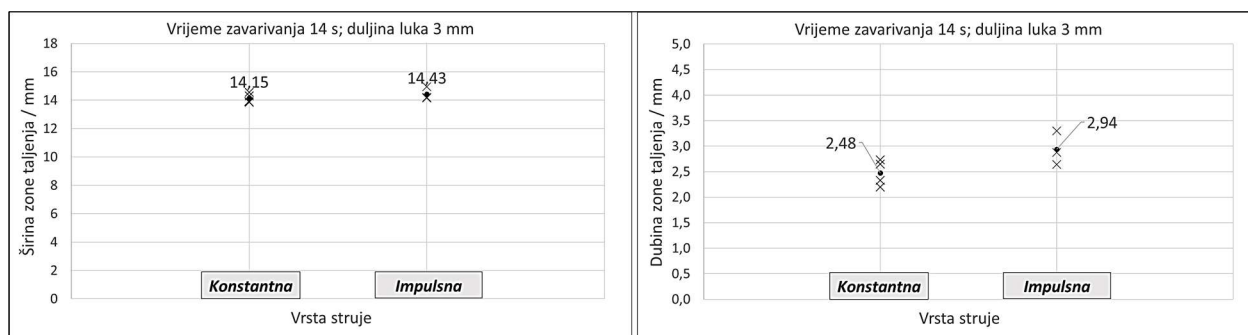 Vrijeme zavarivanja 14 s; duljina luka 3 mm
Širina zone taljenja / mm
18
16
14
12
10
8
6
4
2
0
14,15
14,43
Konstantna
Impulsna
Vrsta struje
Vrijeme zavarivanja 14 s; duljina luka 3 mm
Dubina zone taljenja / mm
5,0
4,5
4,0
3,5
3,0
2,5
2,0
1,5
1,0
0,5
0,0
2,48
2,94
Konstantna
Impulsna
Vrsta struje